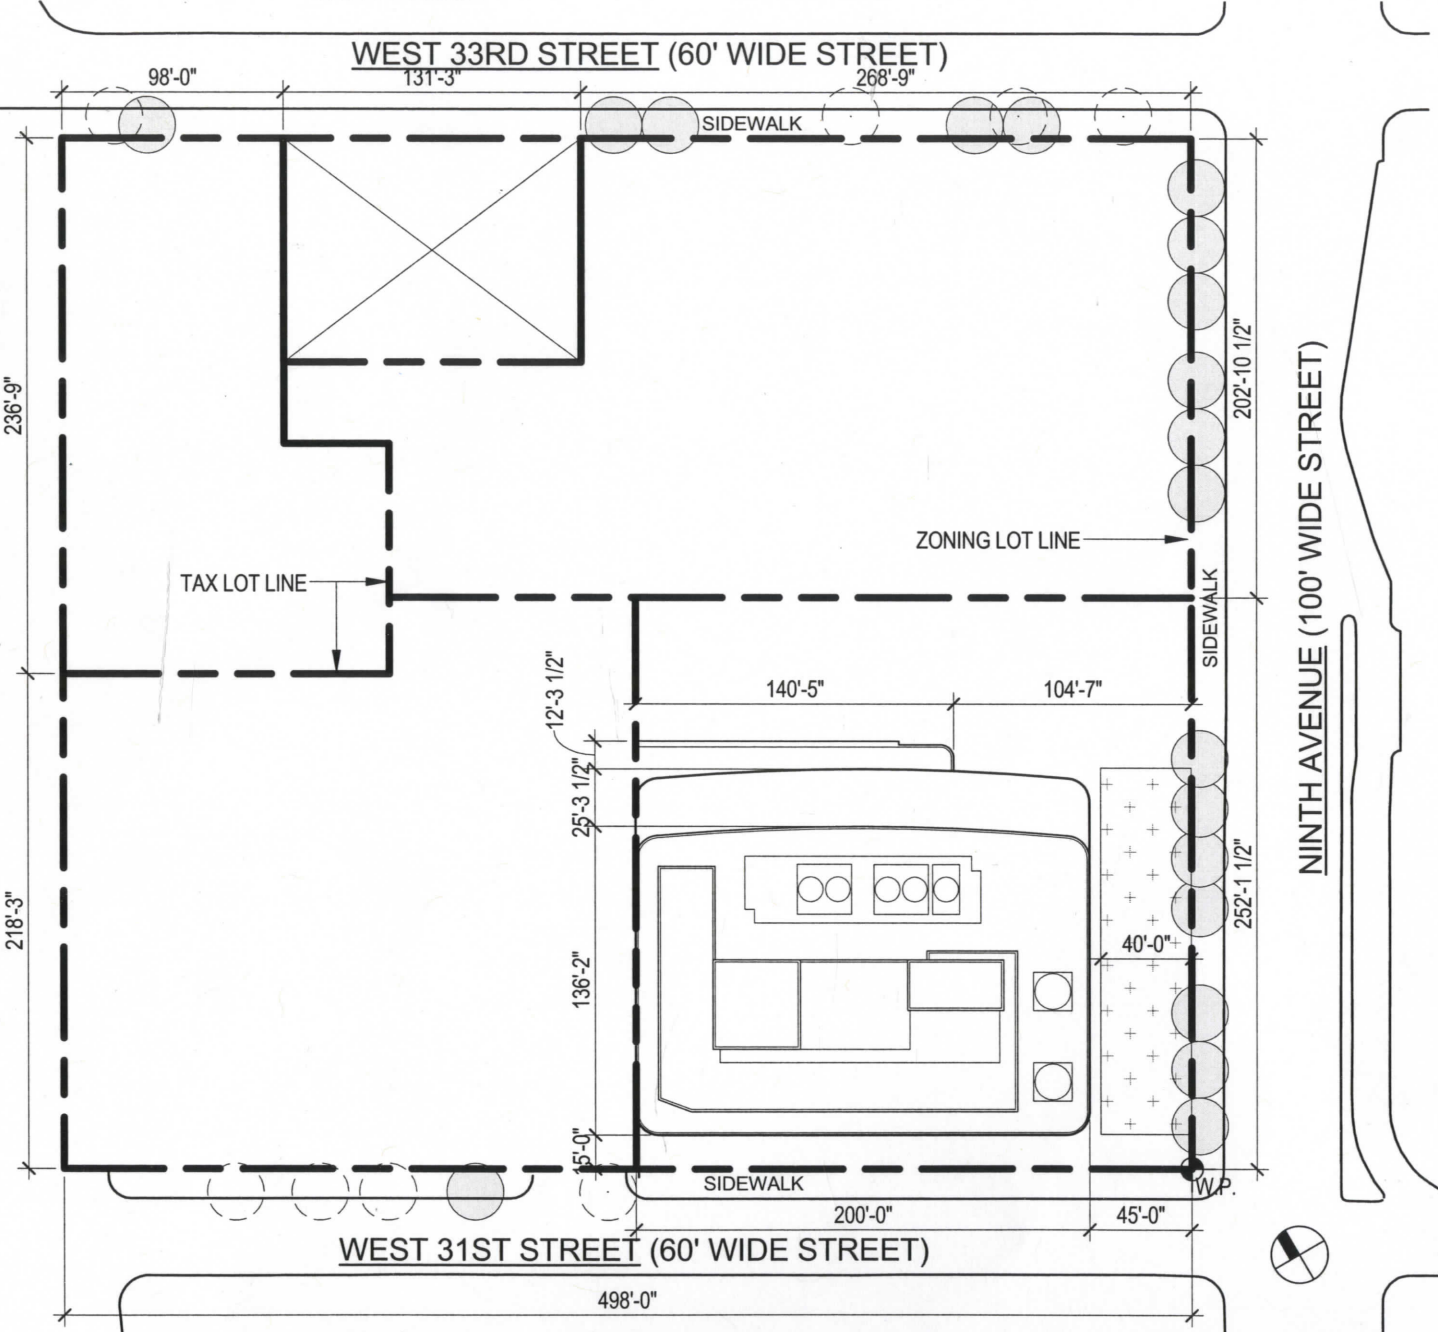 WEST 33RD STREET (60' WIDE STREET)
98'-0"
131'-3"
268'-9"
SIDEWALK
236'-9"
202'-10 1/2"
NINTH AVENUE (100' WIDE STREET)
ZONING LOT LINE
TAX LOT LINE
SIDEWALK
12'-3 1/2"
140'-5"
104'-7"
25'-3 1/2"
252'-1 1/2"
218'-3"
40'-0"
136'-2"
15'-0"
SIDEWALK
W.P.
200'-0"
45'-0"
WEST 31ST STREET (60' WIDE STREET)
498'-0"